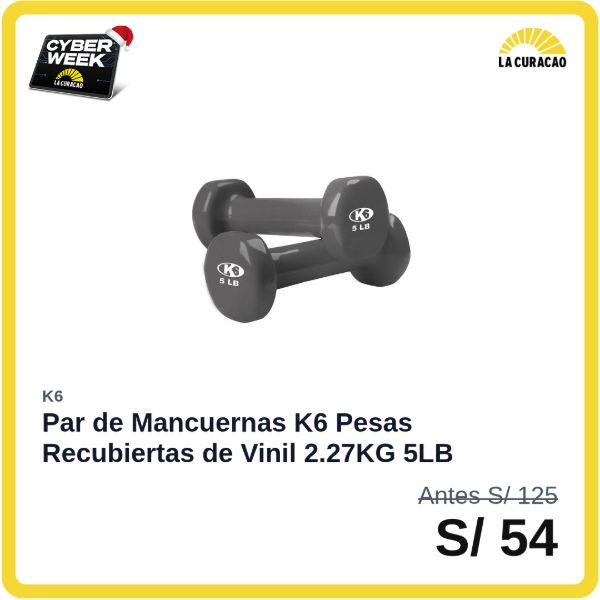 CYBER
WEEK
LA CURACAO
LA CURACAO
K6
5 LB
K6
5 LB
K6
Par de Mancuernas K6 Pesas
Recubiertas de Vinil 2.27KG 5LB
Antes S/ 125
S/ 54